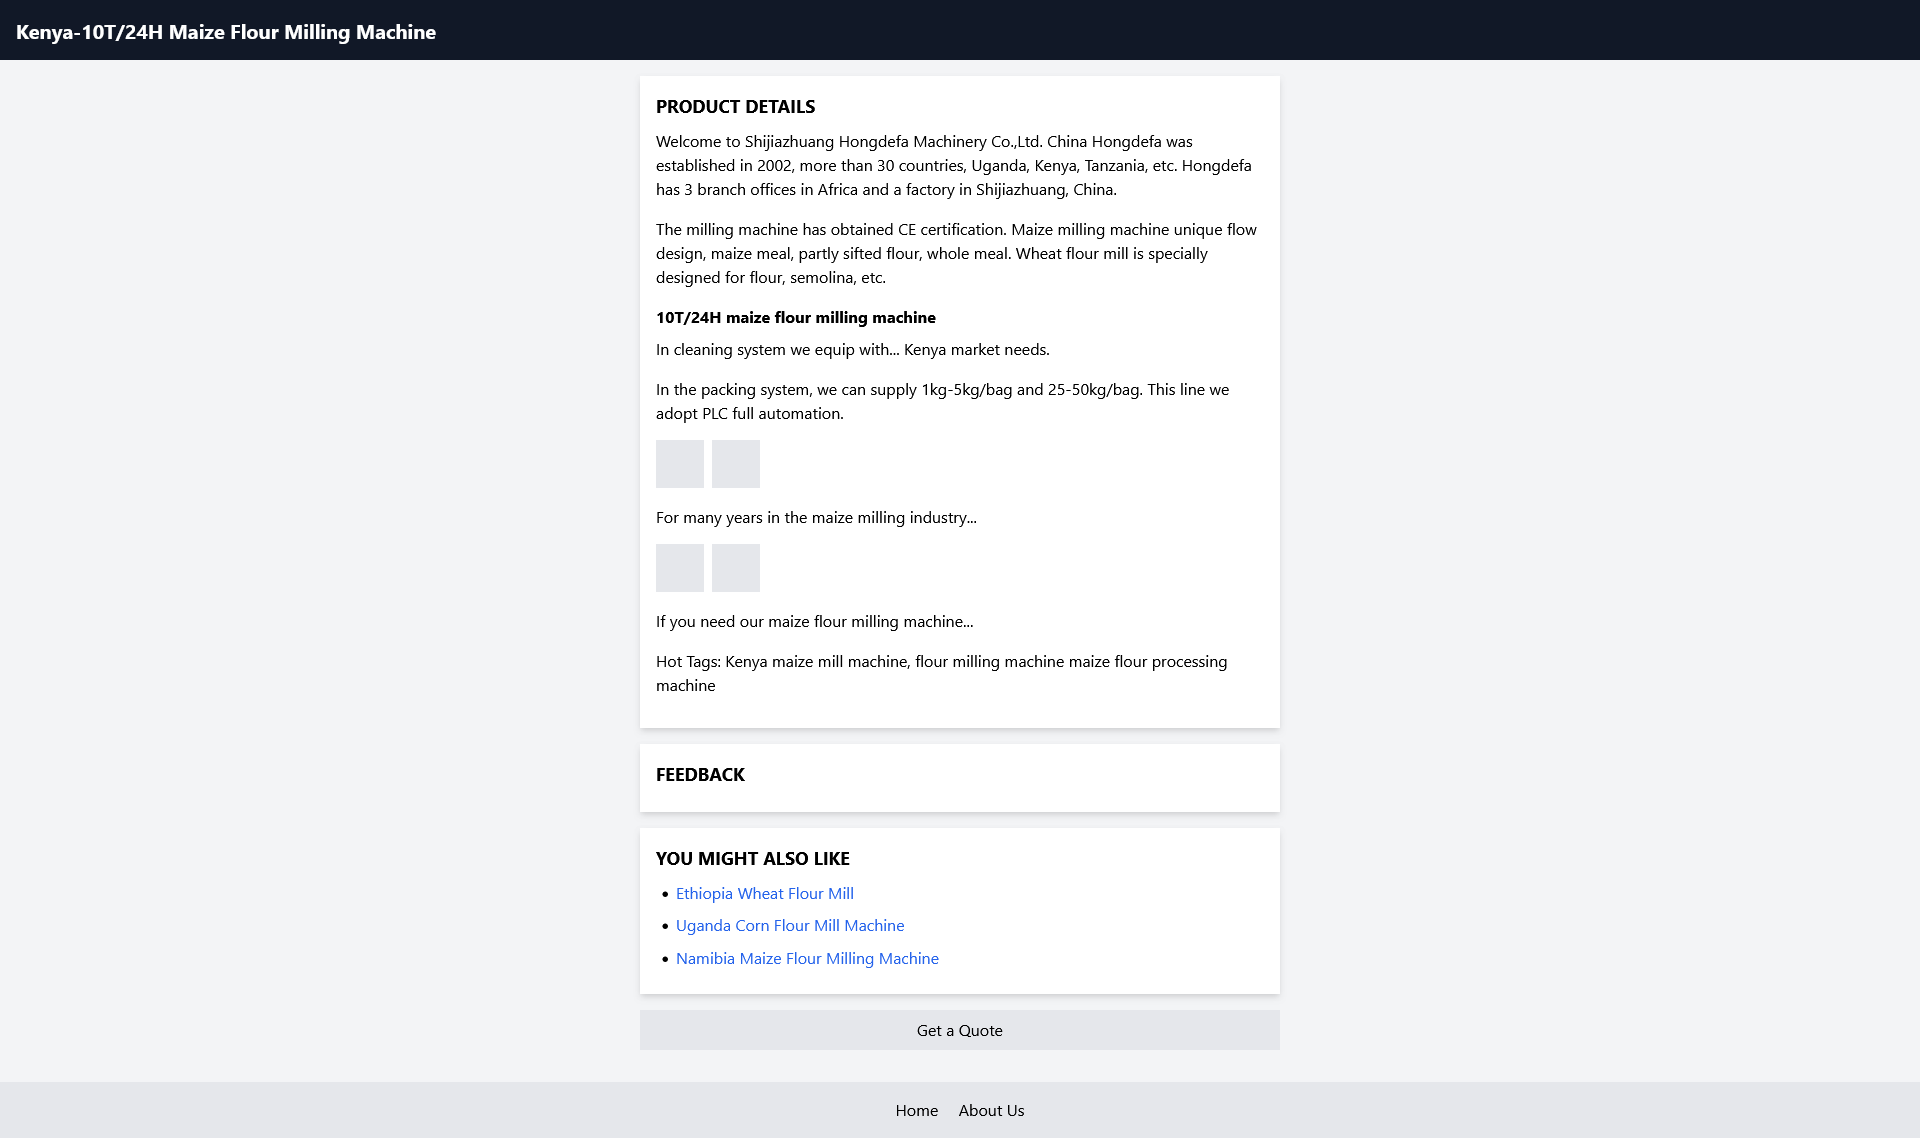 Kenya-10T/24H Maize Flour Milling Machine
PRODUCT DETAILS
Welcome to Shijiazhuang Hongdefa Machinery Co.,Ltd. China Hongdefa was
established in 2002, more than 30 countries, Uganda, Kenya, Tanzania, etc. Hongdefa
has 3 branch offices in Africa and a factory in Shijiazhuang, China.
The milling machine has obtained CE certification. Maize milling machine unique flow
design, maize meal, partly sifted flour, whole meal. Wheat flour mill is specially
designed for flour, semolina, etc.
10T/24H maize flour milling machine
In cleaning system we equip with... Kenya market needs.
In the packing system, we can supply 1kg-5kg/bag and 25-50kg/bag. This line we
adopt PLC full automation.
For many years in the maize milling industry...
If you need our maize flour milling machine...
Hot Tags: Kenya maize mill machine, flour milling machine maize flour processing
machine
FEEDBACK
YOU MIGHT ALSO LIKE
• Ethiopia Wheat Flour Mill
• Uganda Corn Flour Mill Machine
• Namibia Maize Flour Milling Machine
Get a Quote
Home About Us